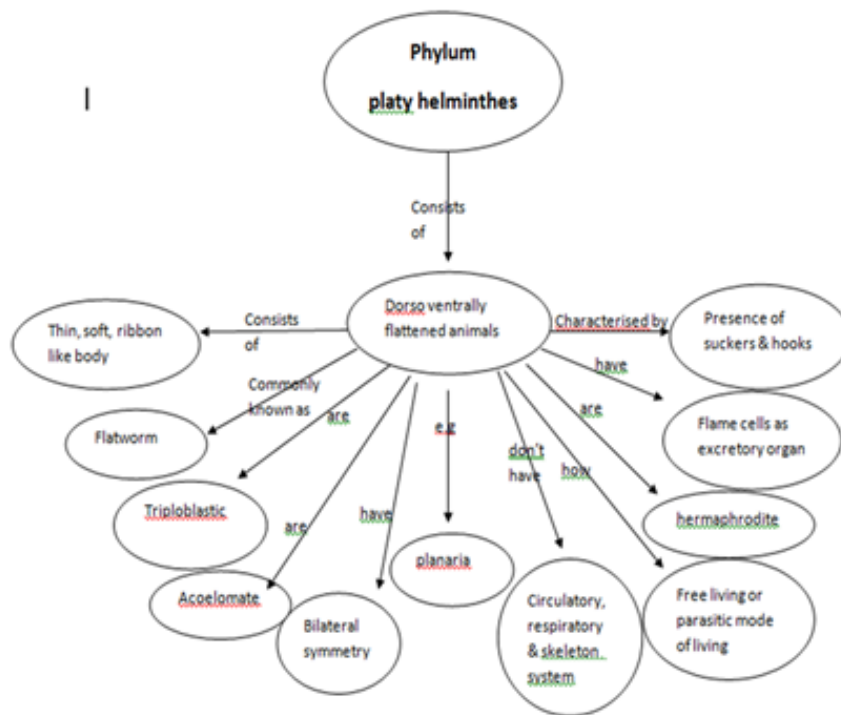 Phylum
platy helminthes
Consists
of
Dorso ventrally
flattened animals
Consists
of
Thin, soft, ribbon
like body
Characterised by
Presence of
suckers & hooks
have
Flame cells as
excretory organ
Commonly
known as
Flatworm
are
Triploblastic
are
Acoelomate
have
Bilateral
symmetry
e.g
planaria
don't
have
Circulatory,
respiratory
& skeleton
system
how
Free living or
parasitic mode
of living
are
hermaphrodite